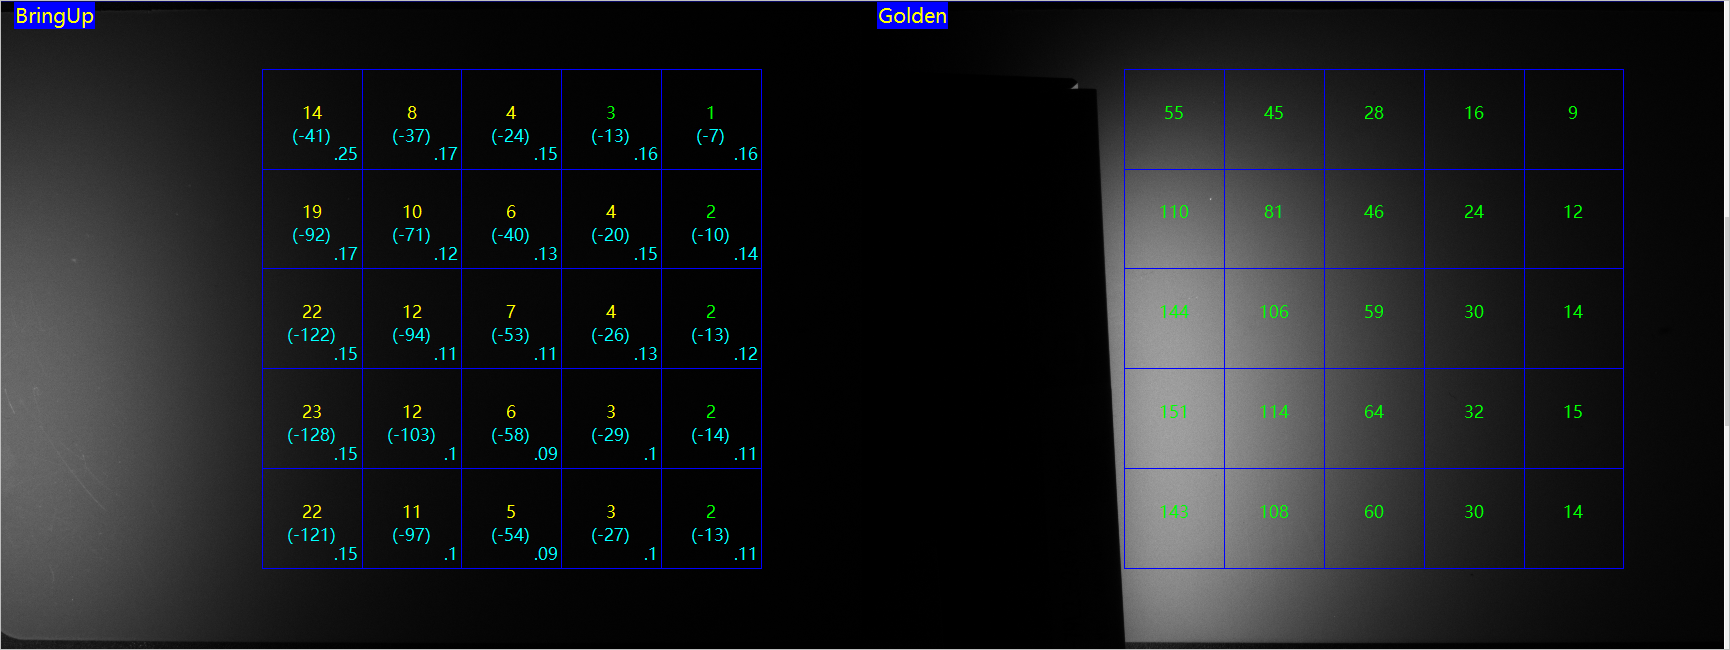 BringUp
Golden
14 8 4 3 1
(-41) (-37) (-24) (-13) (-7)
.25 .17 .15 .16 .16
55 45 28 16 9
19 10 6 4 2
(-92) (-71) (-40) (-20) (-10)
.17 .12 .13 .15 .14
110 81 46 24 12
22 12 7 4 2
(-122) (-94) (-53) (-26) (-13)
.15 .11 .11 .13 .12
144 106 59 30 14
23 12 6 3 2
(-128) (-103) (-58) (-29) (-14)
.15 .1 .09 .1 .11
151 114 64 32 15
22 11 5 3 2
(-121) (-97) (-54) (-27) (-13)
.15 .1 .09 .1 .11
108 60 30 14